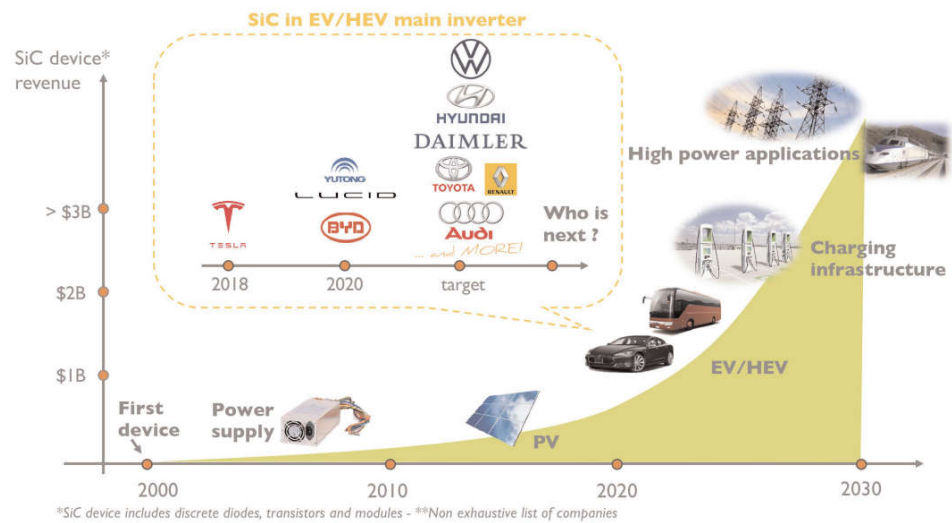 SiC in EV/HEV main inverter
SiC device*
revenue
HYUNDAI
DAIMLER
YUTONG
LUCID
TOYOTA
RENAULT
TESLA
BYD
Audi
... and MORE!
Who is
next ?
2018
2020
target
High power applications
> $3B
Charging
infrastructure
$2B
$1B
EV/HEV
First
device
Power
supply
PV
2000
2010
2020
2030
*SiC device includes discrete diodes, transistors and modules - **Non exhaustive list of companies